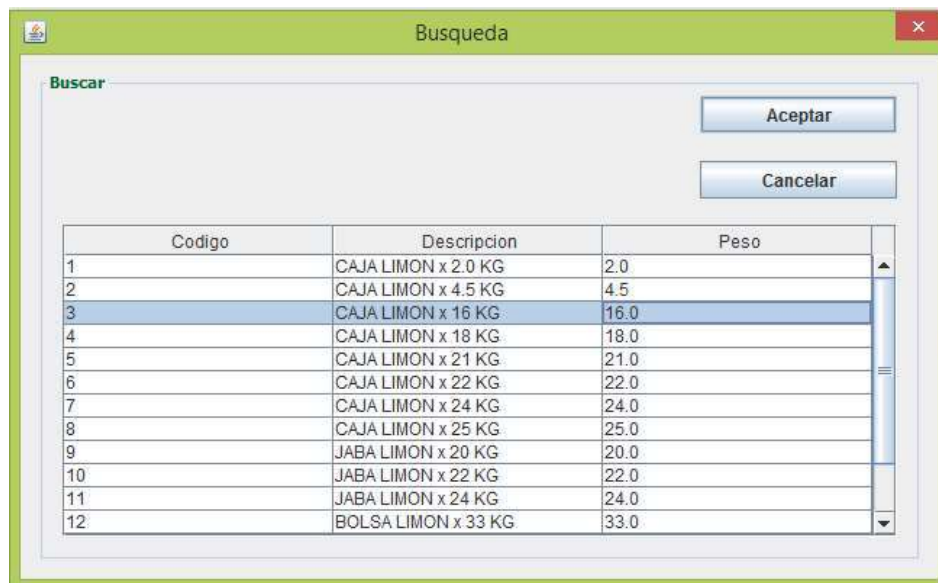 Busqueda
Buscar
Aceptar
Cancelar
Codigo Descripcion Peso
1 CAJA LIMON x 2.0 KG 2.0
2 CAJA LIMON x 4.5 KG 4.5
3 CAJA LIMON x 16 KG 16.0
4 CAJA LIMON x 18 KG 18.0
5 CAJA LIMON x 21 KG 21.0
6 CAJA LIMON x 22 KG 22.0
7 CAJA LIMON x 24 KG 24.0
8 CAJA LIMON x 25 KG 25.0
9 JABA LIMON x 20 KG 20.0
10 JABA LIMON x 22 KG 22.0
11 JABA LIMON x 24 KG 24.0
12 BOLSA LIMON x 33 KG 33.0